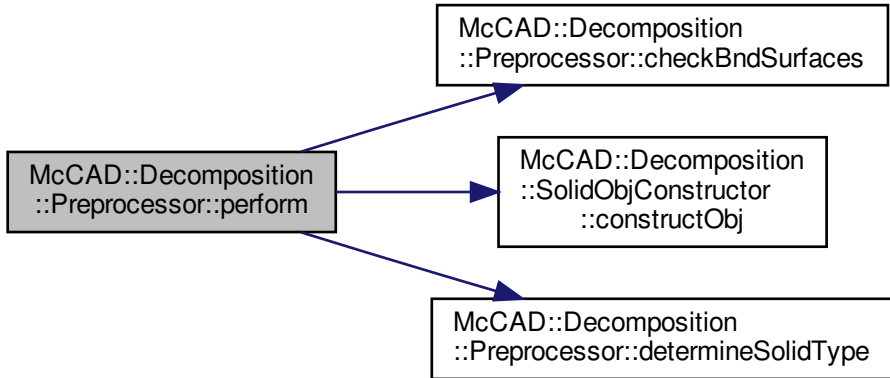 McCAD::Decomposition
::Preprocessor::checkBndSurfaces
McCAD::Decomposition
::Preprocessor::perform
McCAD::Decomposition
::SolidObjConstructor
::constructObj
McCAD::Decomposition
::Preprocessor::determineSolidType